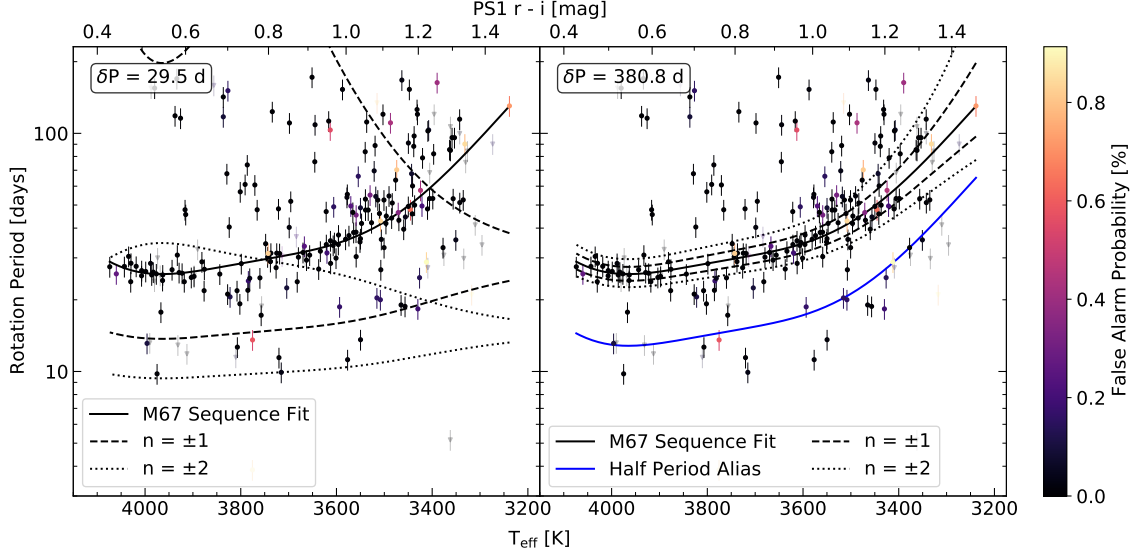 PS1 r - i [mag]
0.4 0.6 0.8 1.0 1.2 1.4 0.4 0.6 0.8 1.0 1.2 1.4
δP = 29.5 d
δP = 380.8 d
100
10
Rotation Period [days]
M67 Sequence Fit
n = ±1
n = ±2
M67 Sequence Fit
Half Period Alias
n = ±1
n = ±2
4000 3800 3600 3400 3200 4000 3800 3600 3400 3200
Teff [K]
0.8
0.6
0.4
0.2
0.0
False Alarm Probability [%]